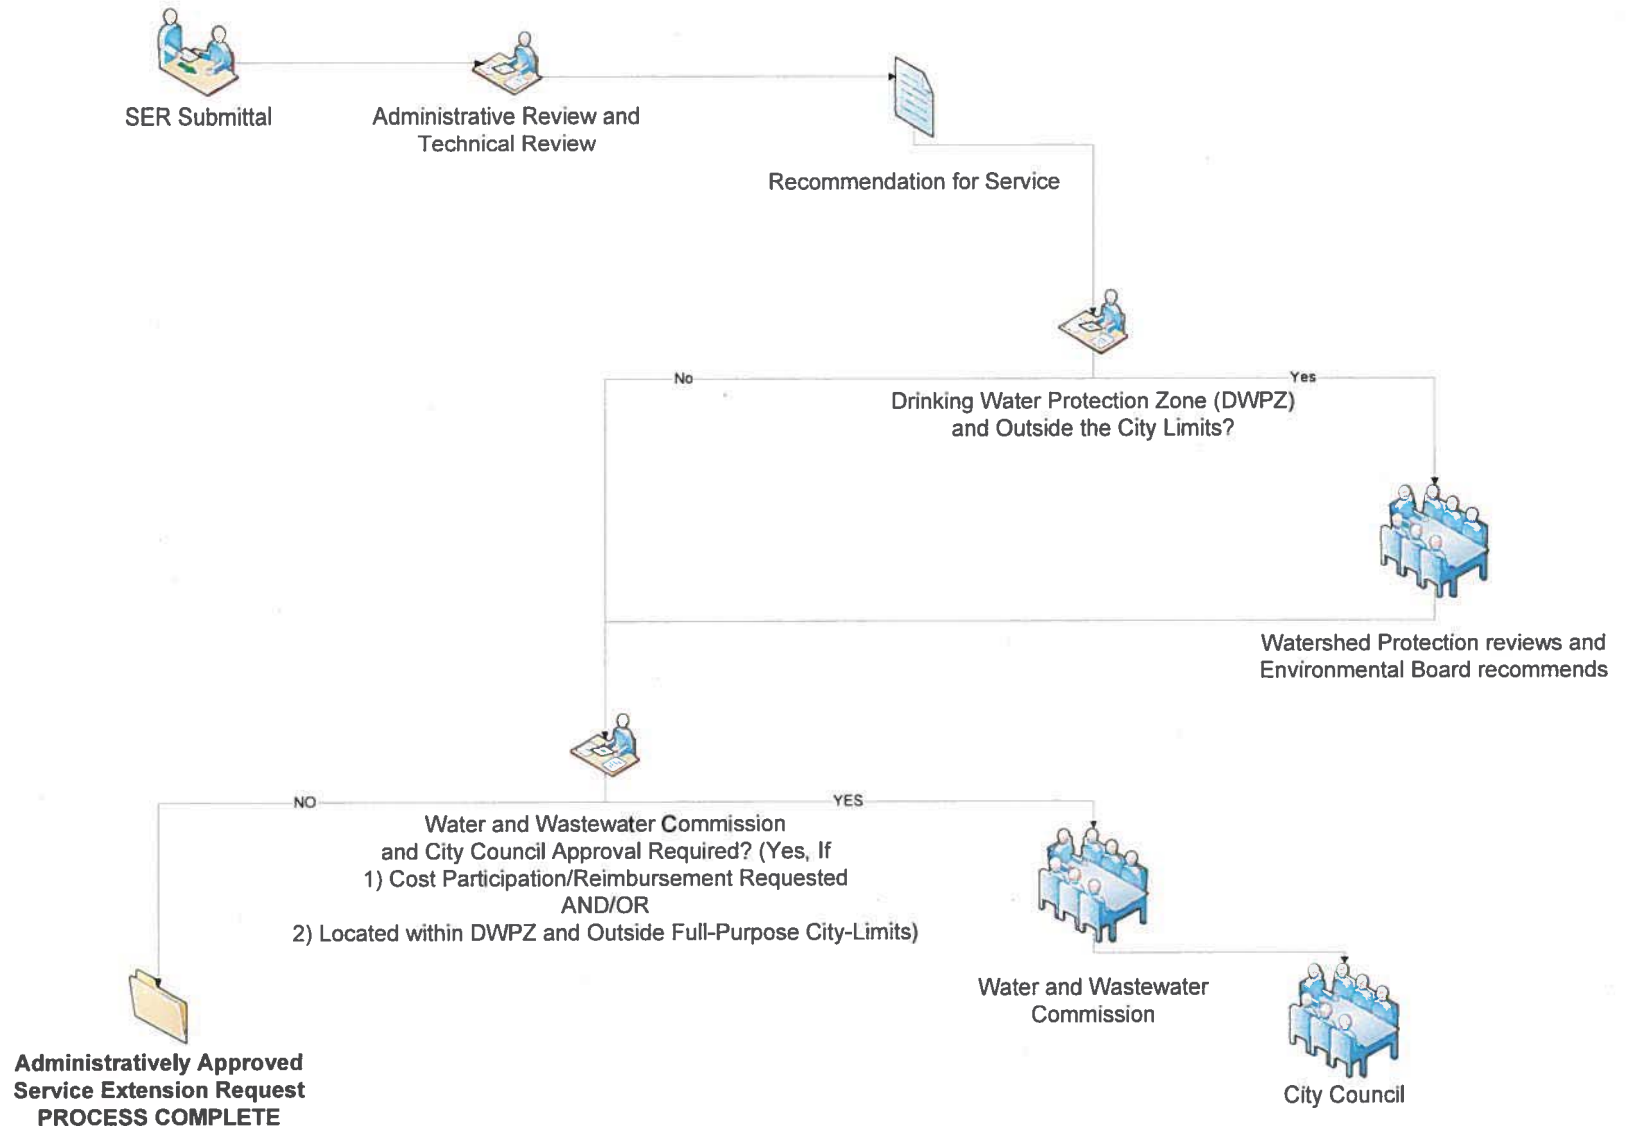 SER Submittal
Administrative Review and
Technical Review
Recommendation for Service
No
Yes
Drinking Water Protection Zone (DWPZ)
and Outside the City Limits?
Watershed Protection reviews and
Environmental Board recommends
NO
YES
Water and Wastewater Commission
and City Council Approval Required? (Yes, If
1) Cost Participation/Reimbursement Requested
AND/OR
2) Located within DWPZ and Outside Full-Purpose City-Limits)
Water and Wastewater
Commission
City Council
Administratively Approved
Service Extension Request
PROCESS COMPLETE